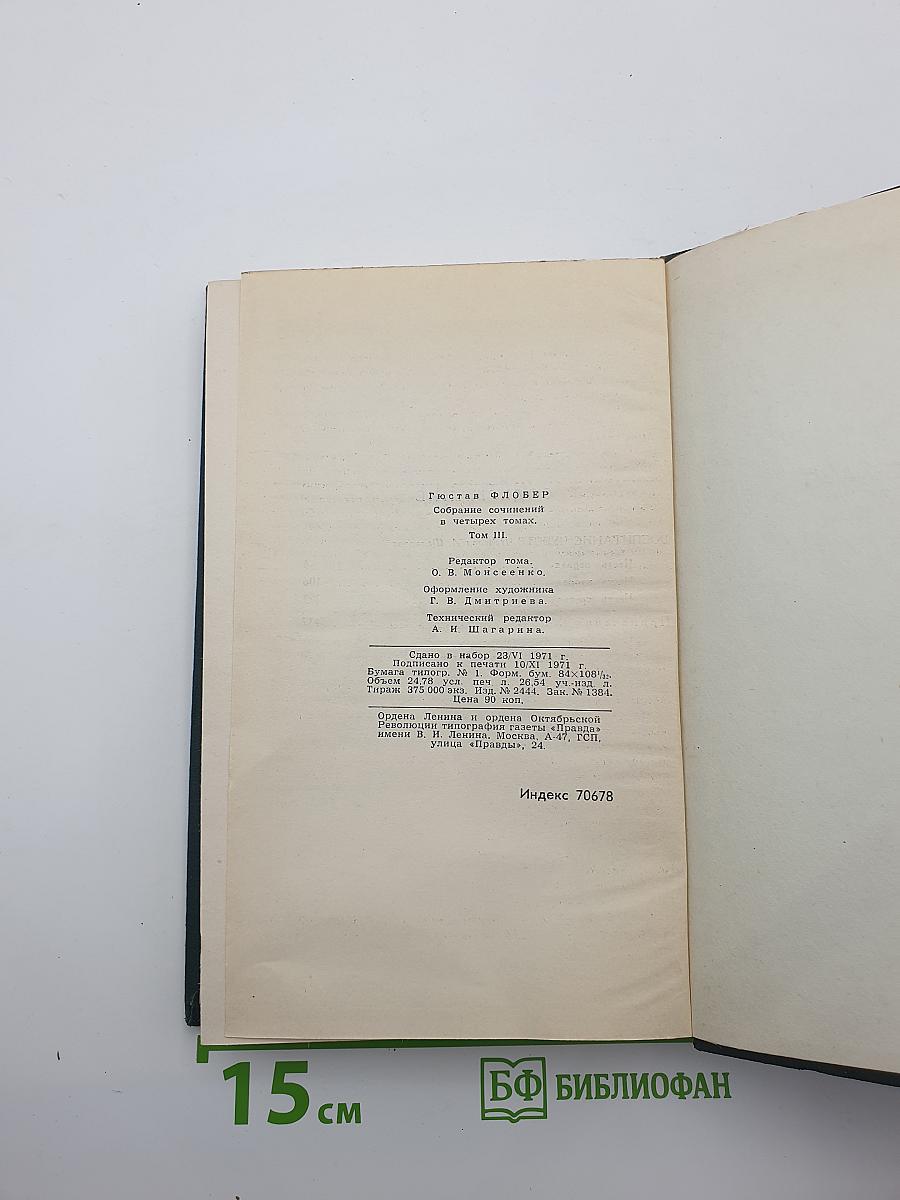 Гюстав ФЛОБЕР
Собрание сочинений
в четырех томах.
Том III.
Редактор тома.
О. В. Моисеенко.
Оформление художника
Г. В. Дмитриева.
Технический редактор
А. И. Шагарина.
Сдано в набор 23/VI 1971 г.
Подписано к печати 10/XI 1971 г.
Бумага типогр. № 1. Форм. бум. 84×108¹/₃₂.
Объем 24,78 усл. печ. л. 26,54 уч.-изд. л.
Тираж 375 000 экз. Изд. № 2444. Зак. № 1384.
Цена 90 коп.
Ордена Ленина и ордена Октябрьской
Революции типография газеты «Правда»
имени В. И. Ленина, Москва, А-47, ГСП,
улица «Правды», 24.
Индекс 70678
15 см
БФ БИБЛИОФАН